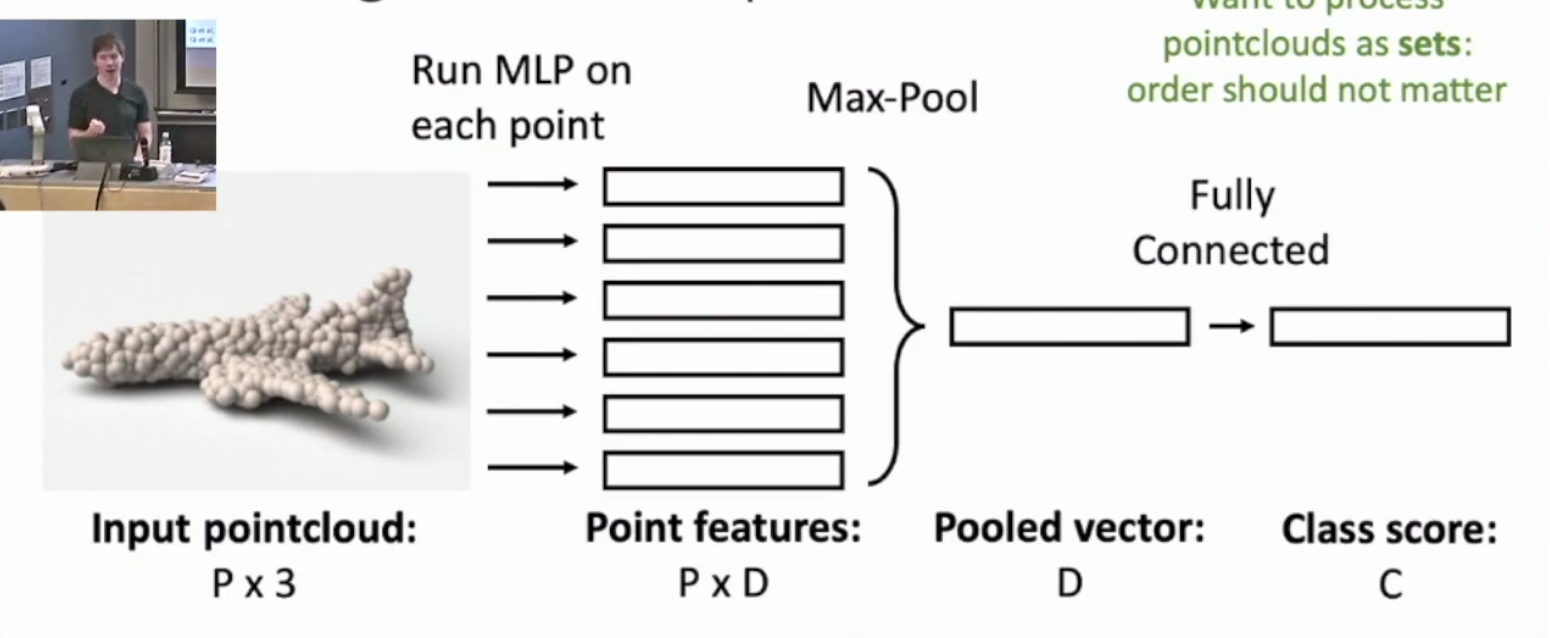 Want to process
pointclouds as sets:
order should not matter
Run MLP on
each point
Max-Pool
Fully
Connected
Input pointcloud:
P x 3
Point features:
P x D
Pooled vector:
D
Class score:
C